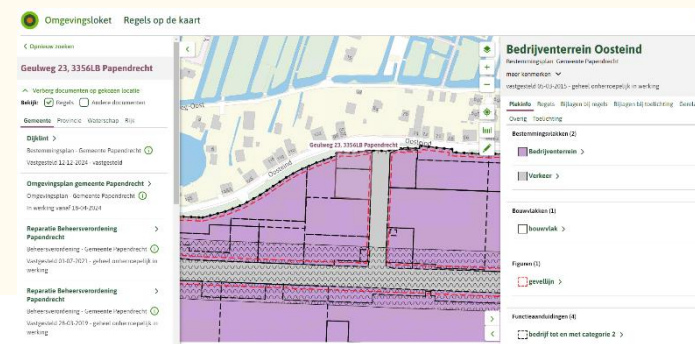 Omgevingsloket Regels op de kaart
Opnieuw zoeken
Geulweg 23, 3356LB Papendrecht
Verberg documenten op gekozen locatie
Bekijk: Regels Andere documenten
Gemeente Provincie Waterschap Rijk
Dijklint
Bestemmingsplan - Gemeente Papendrecht
Vastgesteld 12-12-2024 - vastgesteld
Omgevingsplan gemeente Papendrecht
Omgevingsplan - Gemeente Papendrecht
In werking vanaf 18-04-2024
Reparatie Beheersverordening
Papendrecht
Beheersverordening - Gemeente Papendrecht
Vastgesteld 01-07-2021 - geheel onherroepelijk in
werking
Reparatie Beheersverordening
Papendrecht
Beheersverordening - Gemeente Papendrecht
Vastgesteld 28-03-2019 - geheel onherroepelijk in
werking
Geulweg 23, 3356LB Papendrecht
Oosteind
Oosteind
Bedrijventerrein Oosteind
Bestemmingsplan Gemeente Papendrecht
meer kenmerken
vastgesteld 05-03-2015 - geheel onherroepelijk in werking
Plekinfo Regels Bijlagen bij regels Bijlagen bij toelichting
Overig Toelichting
Bestemmingsvlakken (2)
Bedrijventerrein
Verkeer
Bouwvlakken (1)
bouwvlak
Figuren (1)
gevellijn
Functieaanduidingen (4)
bedrijf tot en met categorie 2